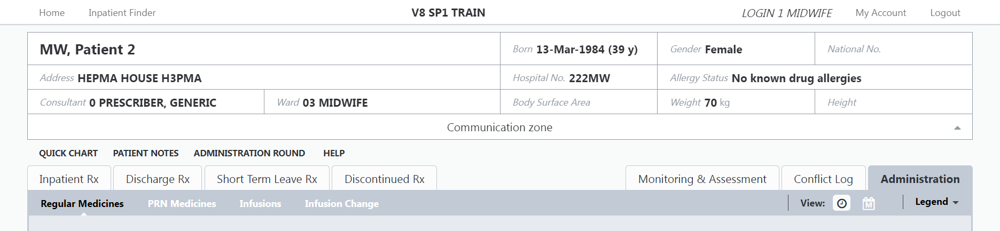 Home Inpatient Finder V8 SP1 TRAIN LOGIN 1 MIDWIFE My Account Logout
MW, Patient 2 Born 13-Mar-1984 (39 y) Gender Female National No.
Address HEPMA HOUSE H3PMA Hospital No. 222MW Allergy Status No known drug allergies
Consultant 0 PRESCRIBER, GENERIC Ward 03 MIDWIFE Body Surface Area Weight 70 kg Height
Communication zone
QUICK CHART PATIENT NOTES ADMINISTRATION ROUND HELP
Inpatient Rx Discharge Rx Short Term Leave Rx Discontinued Rx Monitoring & Assessment Conflict Log Administration
Regular Medicines PRN Medicines Infusions Infusion Change View: M Legend